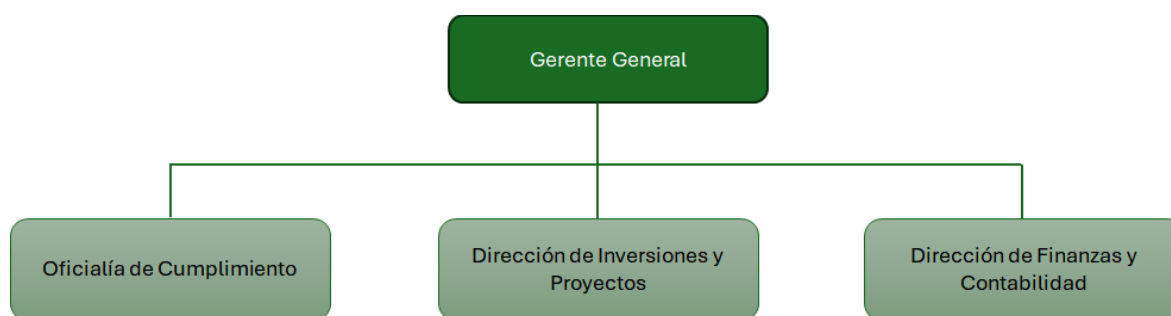 Gerente General
Oficialía de Cumplimiento
Dirección de Inversiones y
Proyectos
Dirección de Finanzas y
Contabilidad